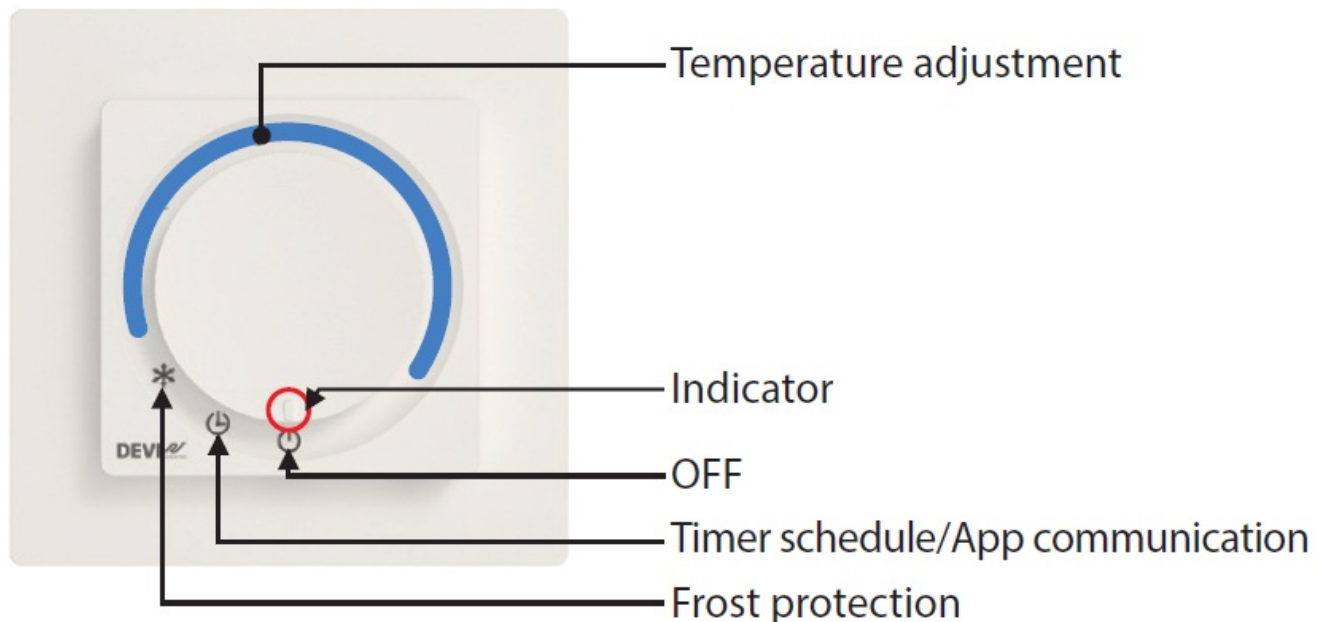 Temperature adjustment
Indicator
DEVI
OFF
Timer schedule/App communication
Frost protection